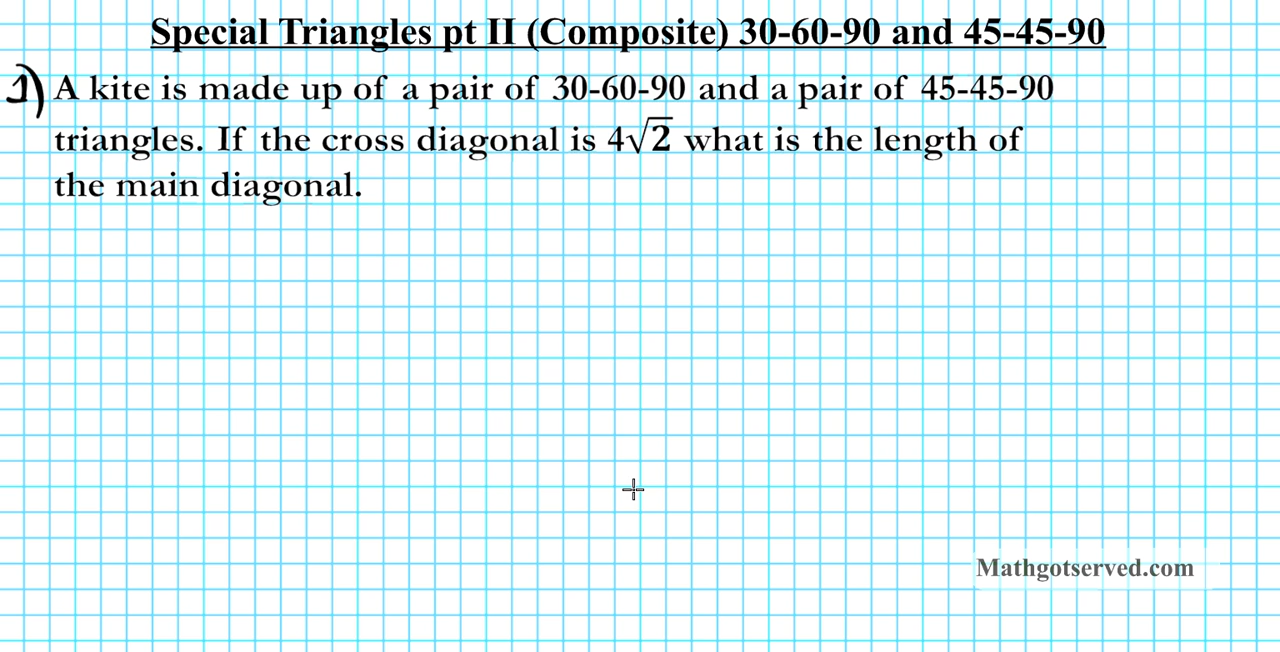 Special Triangles pt II (Composite) 30-60-90 and 45-45-90
1) A kite is made up of a pair of 30-60-90 and a pair of 45-45-90
triangles. If the cross diagonal is 4√2 what is the length of
the main diagonal.
Mathgotserved.com